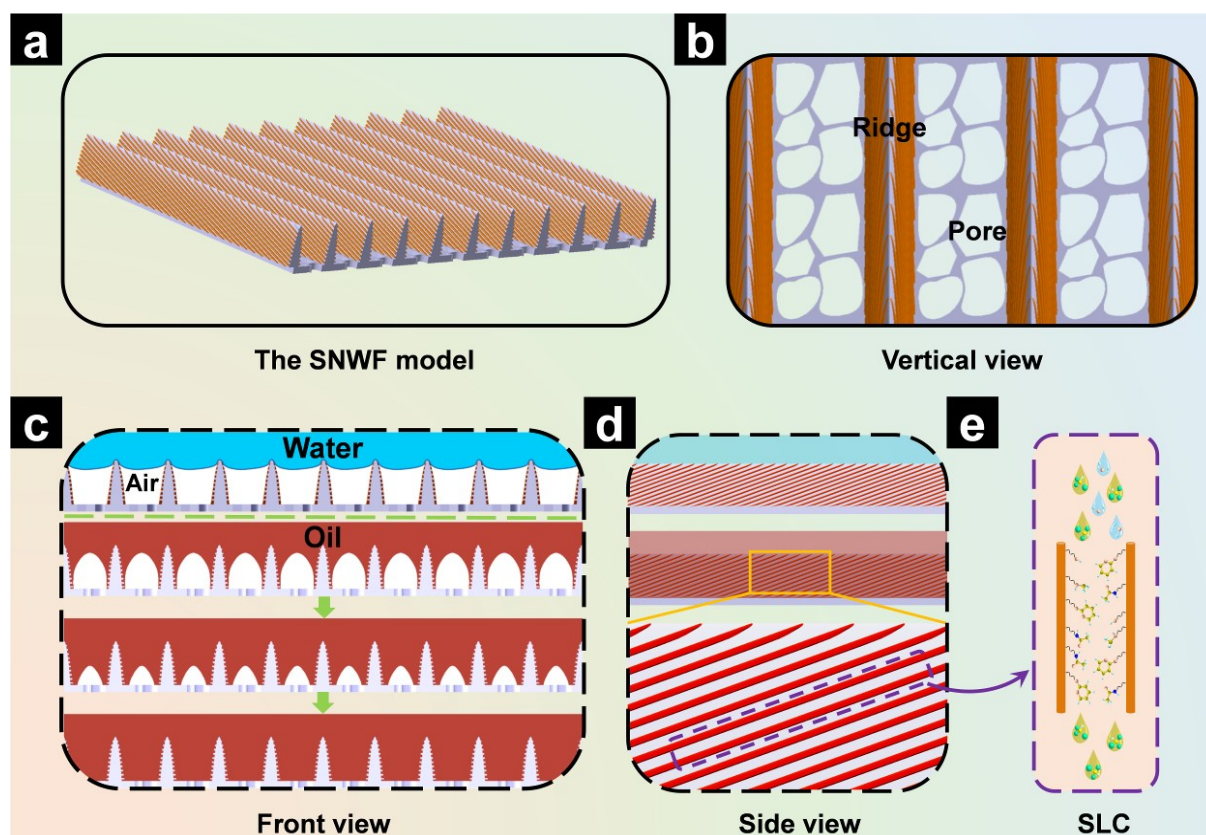 a
The SNWF model
b
Ridge
Pore
Vertical view
c
Water
Air
Oil
Front view
d
Side view
e
SLC